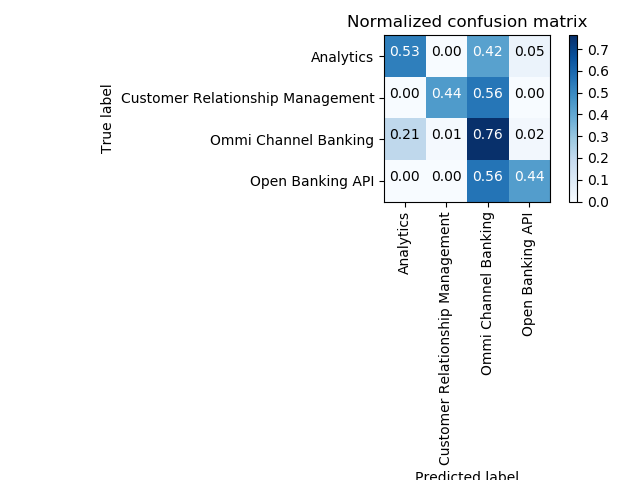 Normalized confusion matrix
True label
Analytics 0.53 0.00 0.42 0.05
Customer Relationship Management 0.00 0.44 0.56 0.00
Ommi Channel Banking 0.21 0.01 0.76 0.02
Open Banking API 0.00 0.00 0.56 0.44
0.7
0.6
0.5
0.4
0.3
0.2
0.1
0.0
Analytics
Customer Relationship Management
Ommi Channel Banking
Open Banking API
Predicted label